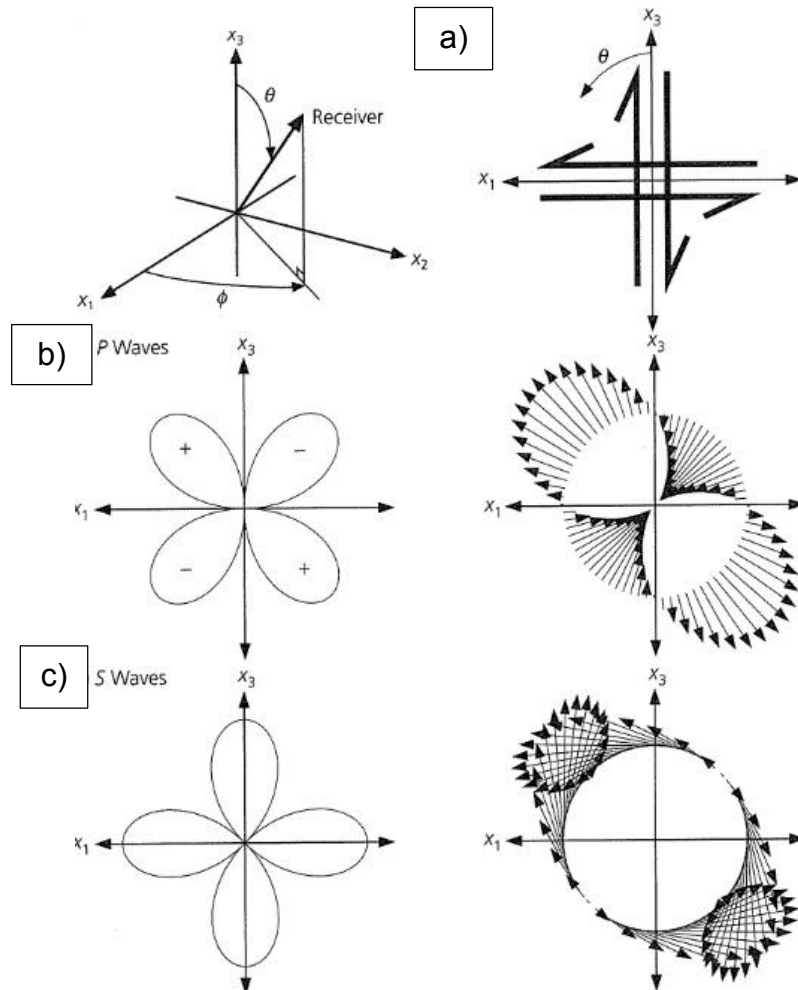 a)
x₃
θ
Receiver
x₂
x₁
ϕ
x₃
θ
x₁
b) P Waves
x₃
+ −
x₁
− +
x₃
x₁
c) S Waves
x₃
x₁
x₃
x₁